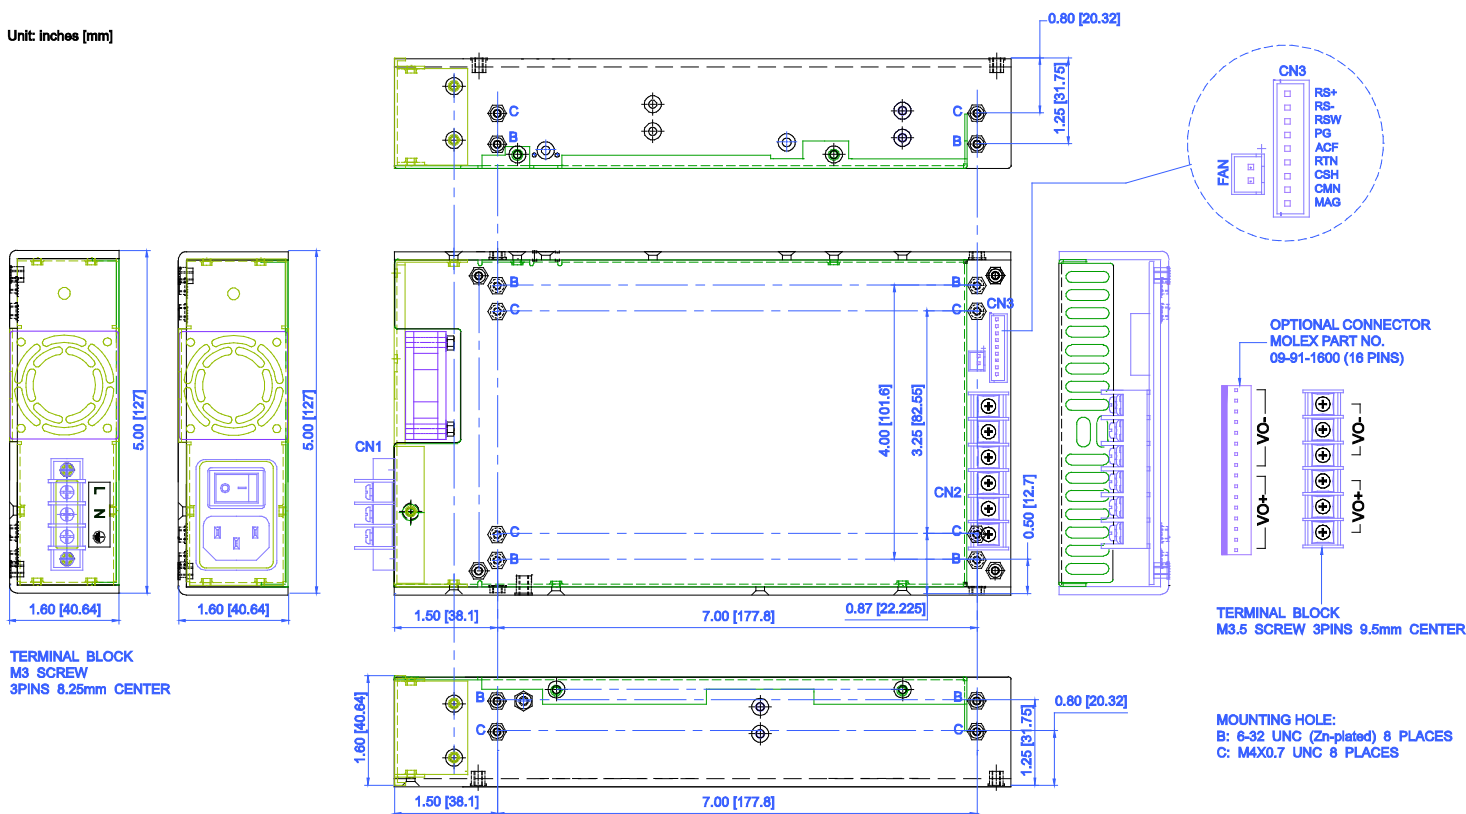 Unit: inches [mm]
0.80 [20.32]
1.25 [31.75]
C
C
B
B
CN3
RS+
RS-
RSW
PG
ACF
RTN
CSH
CMN
MAG
FAN
5.00 [127]
1.60 [40.64]
L
N
5.00 [127]
1.60 [40.64]
TERMINAL BLOCK
M3 SCREW
3PINS 8.25mm CENTER
CN1
B
B
C
C
CN3
4.00 [101.6]
3.25 [82.55]
CN2
0.50 [12.7]
C
C
B
B
0.87 [22.225]
1.50 [38.1]
7.00 [177.8]
OPTIONAL CONNECTOR
MOLEX PART NO.
09-91-1600 (16 PINS)
VO-
VO+
VO-
VO+
TERMINAL BLOCK
M3.5 SCREW 3PINS 9.5mm CENTER
1.60 [40.64]
B
B
C
C
1.25 [31.75]
0.80 [20.32]
1.50 [38.1]
7.00 [177.8]
MOUNTING HOLE:
B: 6-32 UNC (Zn-plated) 8 PLACES
C: M4X0.7 UNC 8 PLACES